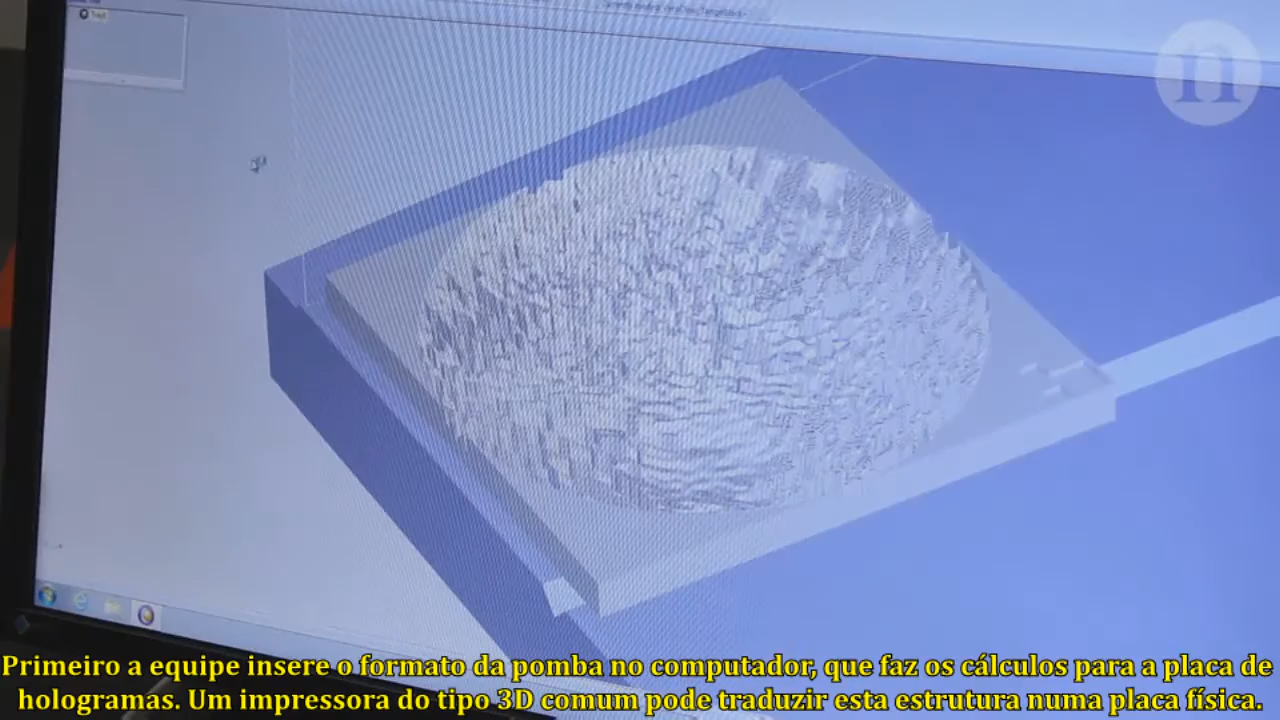 n
Primeiro a equipe insere o formato da pomba no computador, que faz os cálculos para a placa de
hologramas. Um impressora do tipo 3D comum pode traduzir esta estrutura numa placa física.